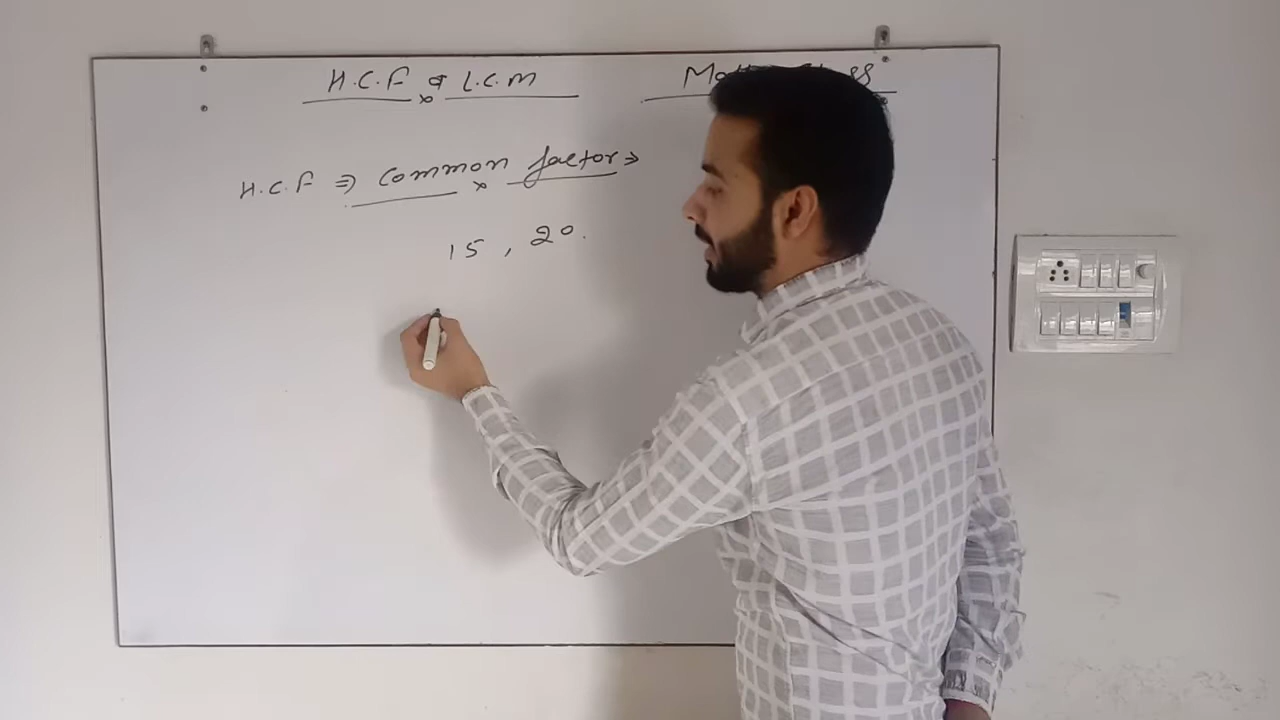 H.C.F & L.C.M
H.C.F ⇒ Common factor ⇒
15 , 20.